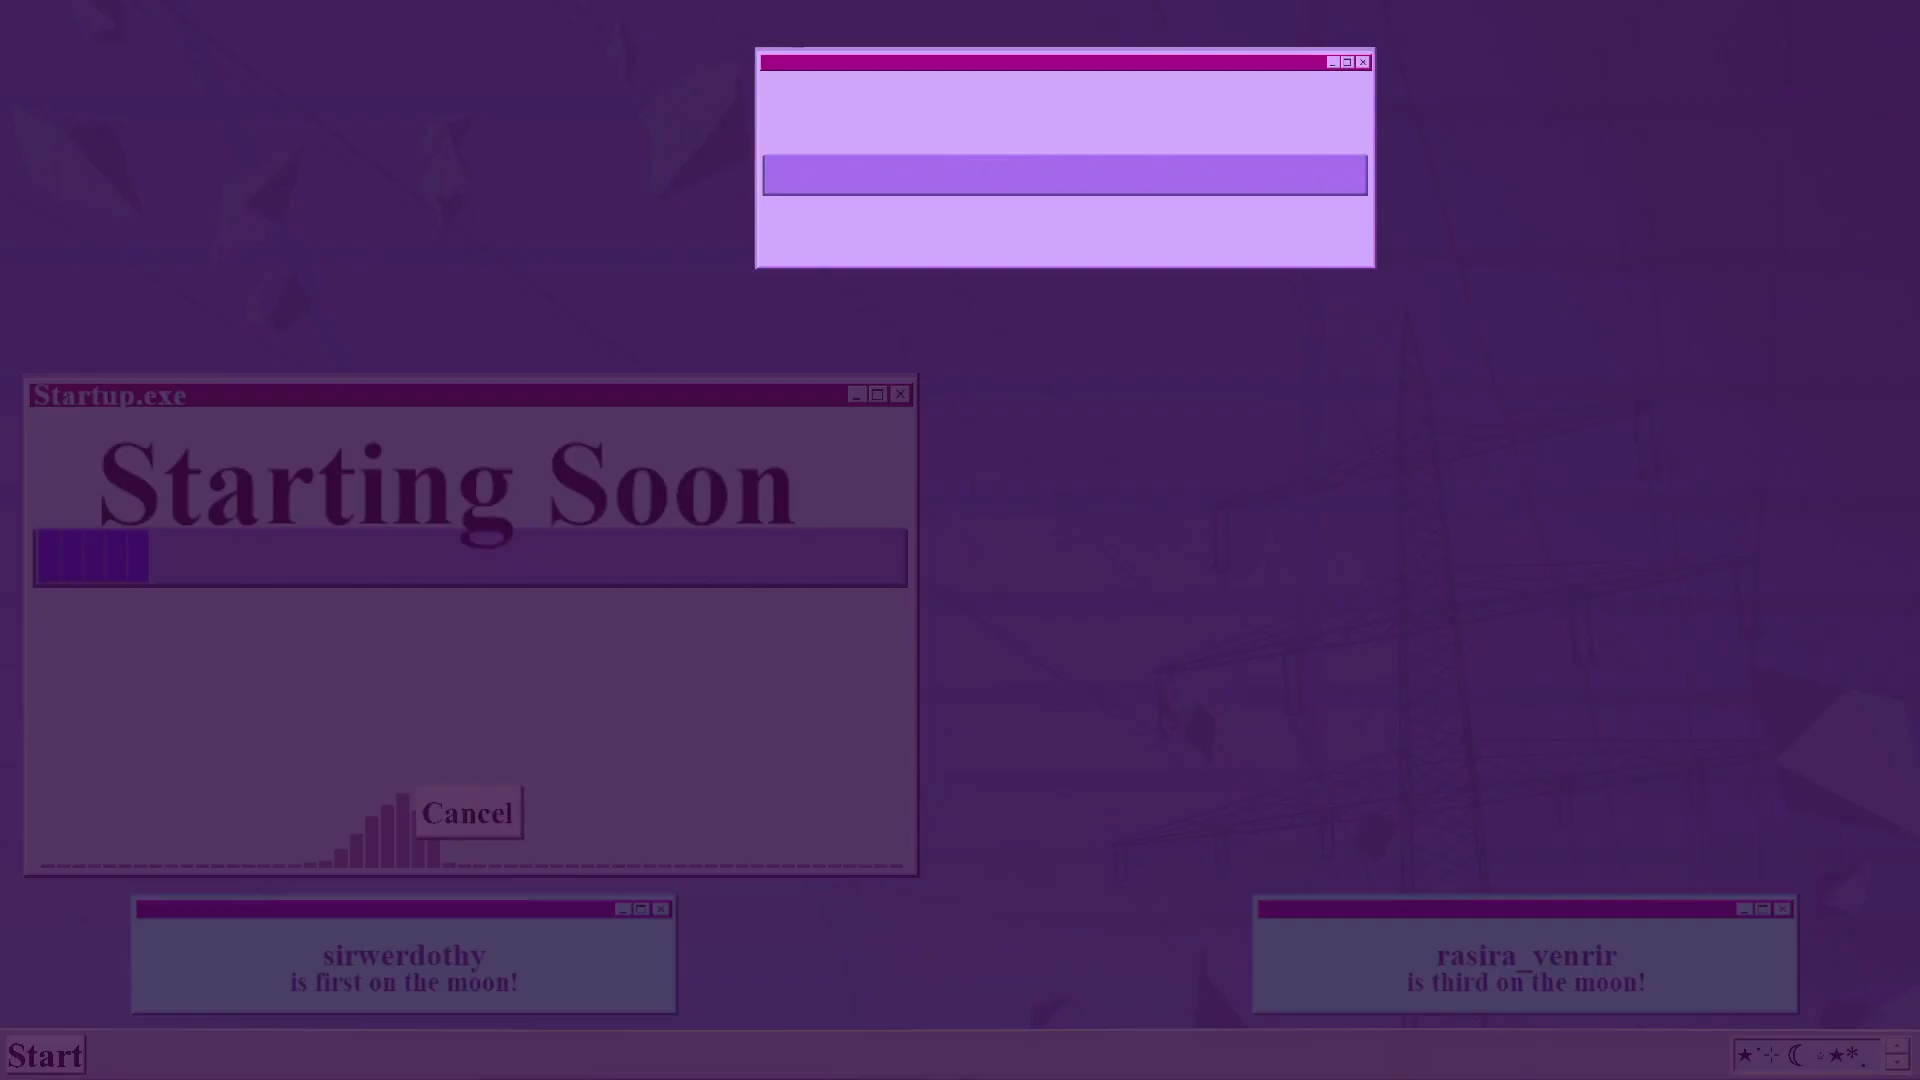 Startup.exe
Starting Soon
Cancel
sirwerdothy
is first on the moon!
rasira_venrir
is third on the moon!
Start